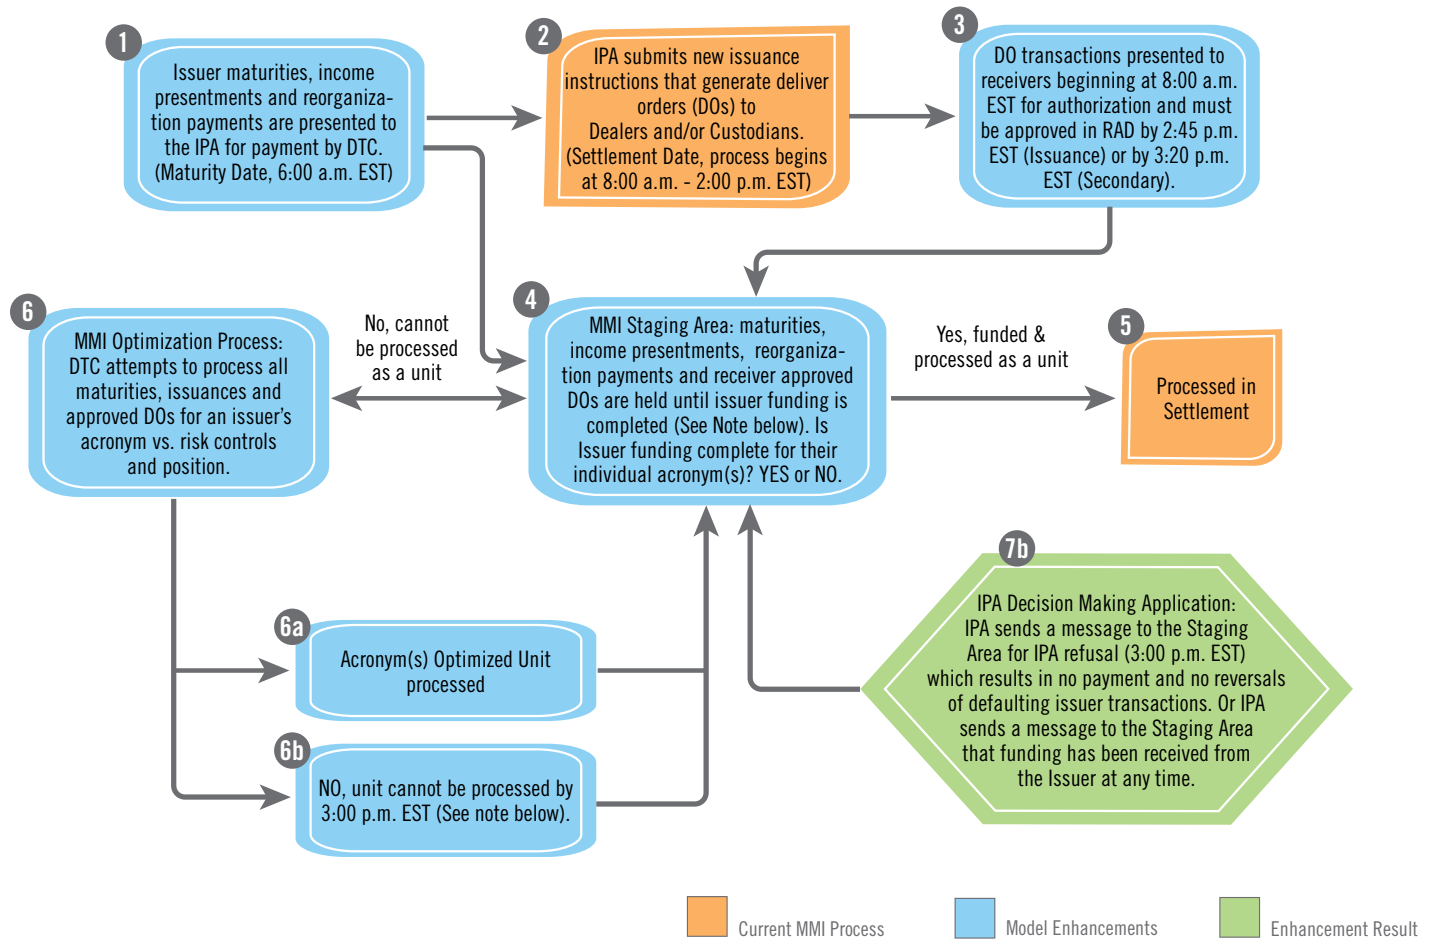 1
Issuer maturities, income
presentments and reorganiza-
tion payments are presented to
the IPA for payment by DTC.
(Maturity Date, 6:00 a.m. EST)
2
IPA submits new issuance
instructions that generate deliver
orders (DOs) to
Dealers and/or Custodians.
(Settlement Date, process begins
at 8:00 a.m. - 2:00 p.m. EST)
3
DO transactions presented to
receivers beginning at 8:00 a.m.
EST for authorization and must
be approved in RAD by 2:45 p.m.
EST (Issuance) or by 3:20 p.m.
EST (Secondary).
6
MMI Optimization Process:
DTC attempts to process all
maturities, issuances and
approved DOs for an issuer’s
acronym vs. risk controls
and position.
No, cannot
be processed
as a unit
4
MMI Staging Area: maturities,
income presentments, reorganiza-
tion payments and receiver approved
DOs are held until issuer funding is
completed (See Note below). Is
Issuer funding complete for their
individual acronym(s)? YES or NO.
Yes, funded &
processed as a unit
5
Processed in
Settlement
6a
Acronym(s) Optimized Unit
processed
6b
NO, unit cannot be processed by
3:00 p.m. EST (See note below).
7b
IPA Decision Making Application:
IPA sends a message to the Staging
Area for IPA refusal (3:00 p.m. EST)
which results in no payment and no reversals
of defaulting issuer transactions. Or IPA
sends a message to the Staging Area
that funding has been received from
the Issuer at any time.
Current MMI Process
Model Enhancements
Enhancement Result